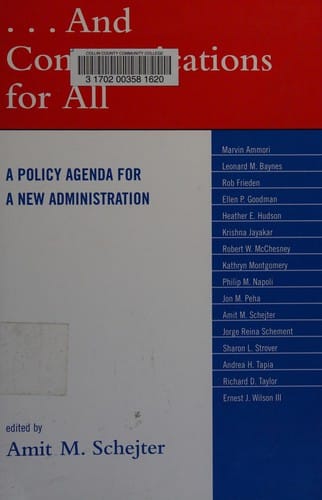 . . . And
COLLIN COUNTY COMMUNITY COLLEGE
Com ications
3 1702 00358 1620
for All
A POLICY AGENDA FOR
A NEW ADMINISTRATION
Marvin Ammori
Leonard M. Baynes
Rob Frieden
Ellen P. Goodman
Heather E. Hudson
Krishna Jayakar
Robert W. McChesney
Kathryn Montgomery
Philip M. Napoli
Jon M. Peha
Amit M. Schejter
Jorge Reina Schement
Sharon L. Strover
Andrea H. Tapia
Richard D. Taylor
Ernest J. Wilson III
edited by
Amit M. Schejter